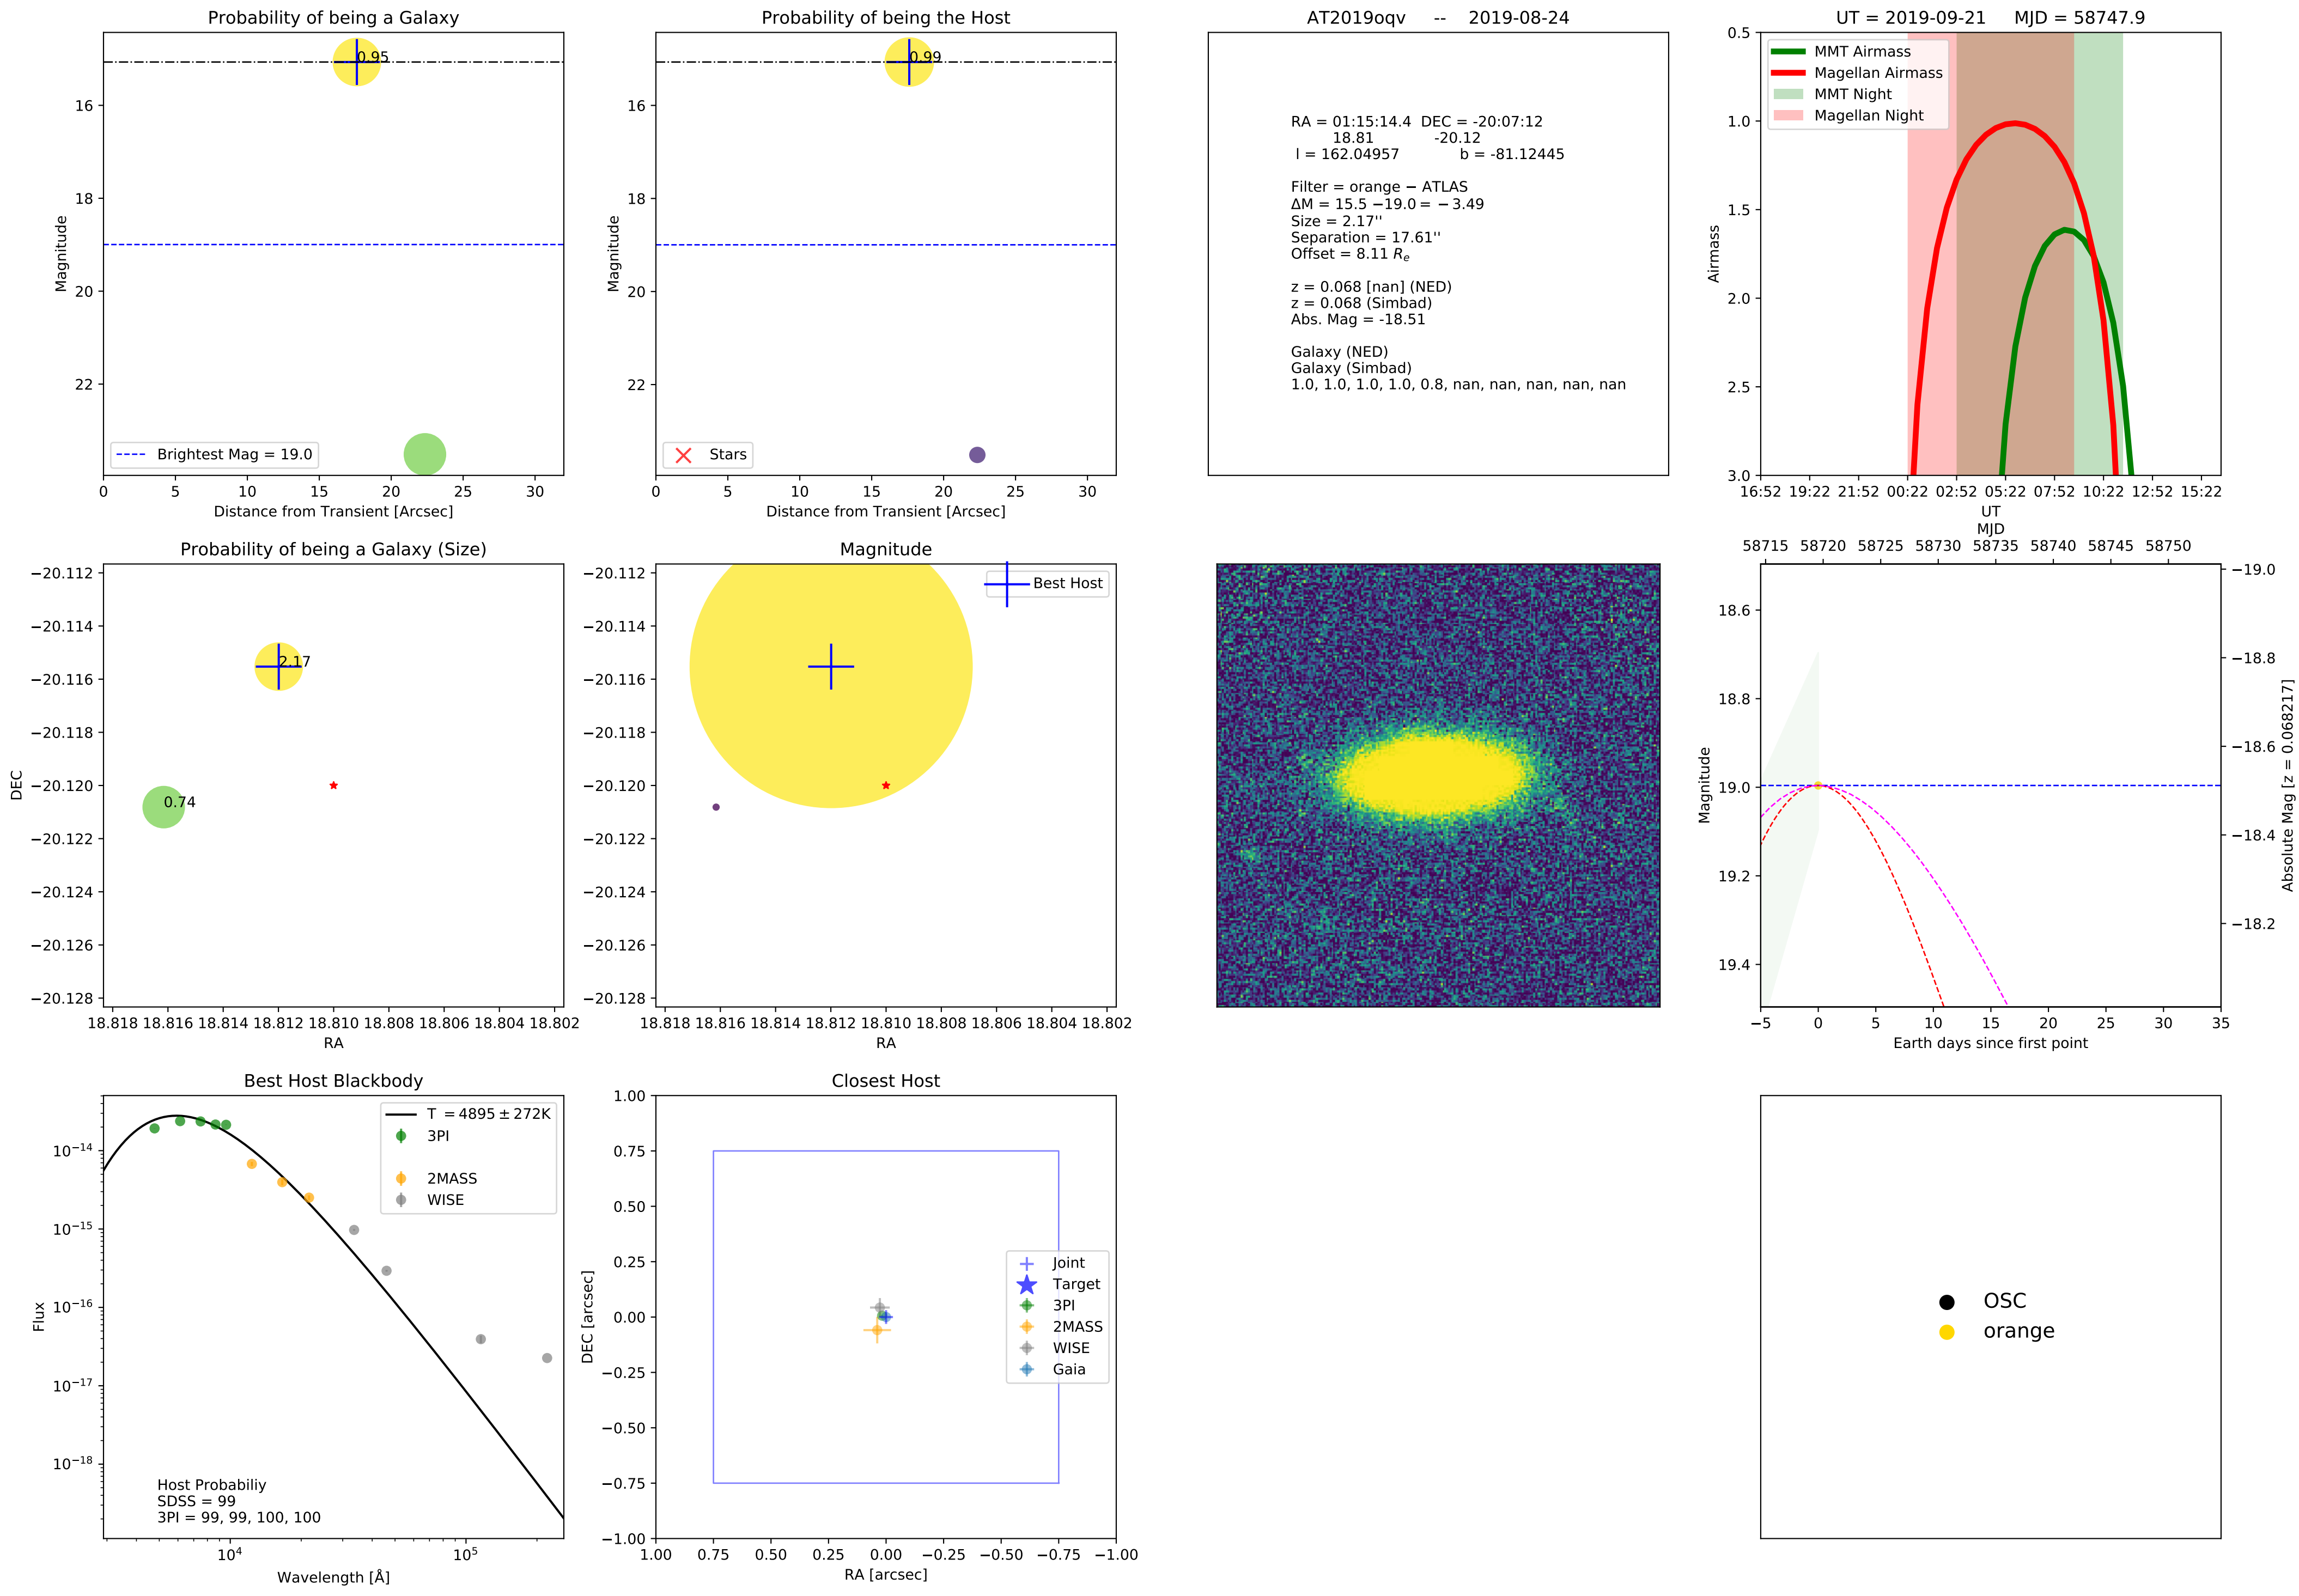 Probability of being a Galaxy
0.95
16
18
20
22
Magnitude
Brightest Mag = 19.0
0 5 10 15 20 25 30
Distance from Transient [Arcsec]
Probability of being the Host
0.99
16
18
20
22
Magnitude
Stars
0 5 10 15 20 25 30
Distance from Transient [Arcsec]
AT2019oqv -- 2019-08-24
RA = 01:15:14.4 DEC = -20:07:12
18.81 -20.12
l = 162.04957 b = -81.12445
Filter = orange − ATLAS
ΔM = 15.5 −19.0 = −3.49
Size = 2.17''
Separation = 17.61''
Offset = 8.11 Re
z = 0.068 [nan] (NED)
z = 0.068 (Simbad)
Abs. Mag = -18.51
Galaxy (NED)
Galaxy (Simbad)
1.0, 1.0, 1.0, 1.0, 0.8, nan, nan, nan, nan, nan
UT = 2019-09-21 MJD = 58747.9
MMT Airmass
Magellan Airmass
MMT Night
Magellan Night
0.5
1.0
1.5
2.0
2.5
3.0
Airmass
16:52 19:22 21:52 00:22 02:52 05:22 07:52 10:22 12:52 15:22
UT
Probability of being a Galaxy (Size)
2.17
0.74
−20.112
−20.114
−20.116
−20.118
−20.120
−20.122
−20.124
−20.126
−20.128
DEC
18.818 18.816 18.814 18.812 18.810 18.808 18.806 18.804 18.802
RA
Magnitude
Best Host
−20.112
−20.114
−20.116
−20.118
−20.120
−20.122
−20.124
−20.126
−20.128
18.818 18.816 18.814 18.812 18.810 18.808 18.806 18.804 18.802
RA
MJD
58715 58720 58725 58730 58735 58740 58745 58750
18.6
18.8
19.0
19.2
19.4
Magnitude
−19.0
−18.8
−18.6
−18.4
−18.2
Absolute Mag [z = 0.068217]
−5 0 5 10 15 20 25 30 35
Earth days since first point
Best Host Blackbody
T = 4895 ± 272K
3PI
2MASS
WISE
10−14
10−15
10−16
10−17
10−18
Flux
Host Probabiliy
SDSS = 99
3PI = 99, 99, 100, 100
104 105
Wavelength [Å]
Closest Host
Joint
Target
3PI
2MASS
WISE
Gaia
1.00
0.75
0.50
0.25
0.00
−0.25
−0.50
−0.75
−1.00
DEC [arcsec]
1.00 0.75 0.50 0.25 0.00 −0.25 −0.50 −0.75 −1.00
RA [arcsec]
OSC
orange